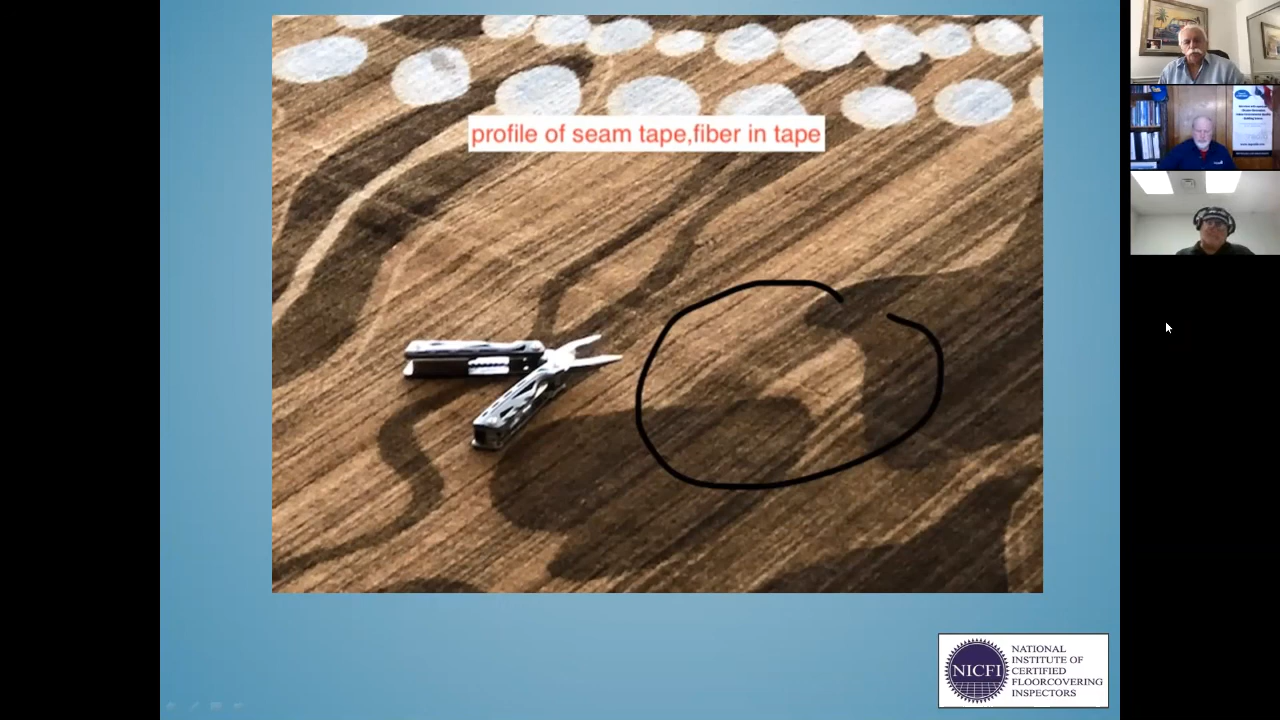 profile of seam tape,fiber in tape
NICFI
NATIONAL
INSTITUTE OF
CERTIFIED
FLOORCOVERING
INSPECTORS